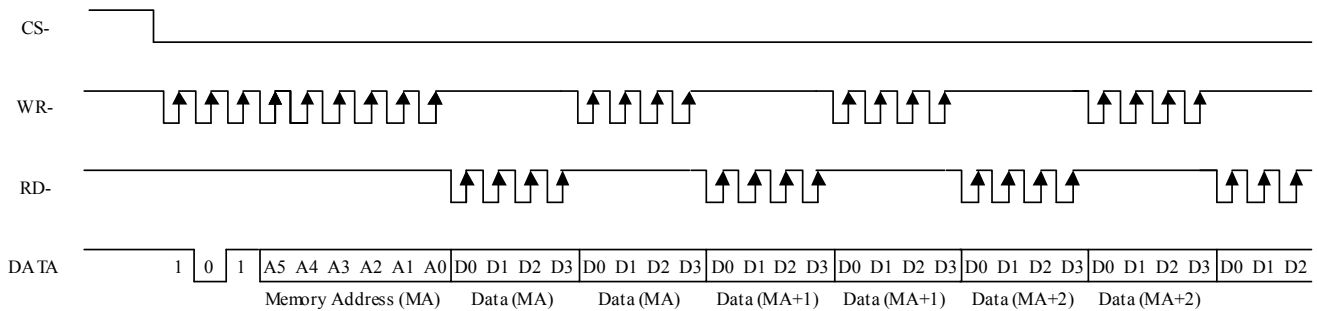 CS-
WR-
RD-
DATA 1 0 1 A5 A4 A3 A2 A1 A0 D0 D1 D2 D3 D0 D1 D2 D3 D0 D1 D2 D3 D0 D1 D2 D3 D0 D1 D2 D3 D0 D1 D2 D3 D0 D1 D2
Memory Address (MA) Data (MA) Data (MA) Data (MA+1) Data (MA+1) Data (MA+2) Data (MA+2)